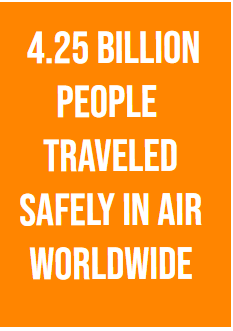 4.25 BILLION
PEOPLE
TRAVELED
SAFELY IN AIR
WORLDWIDE